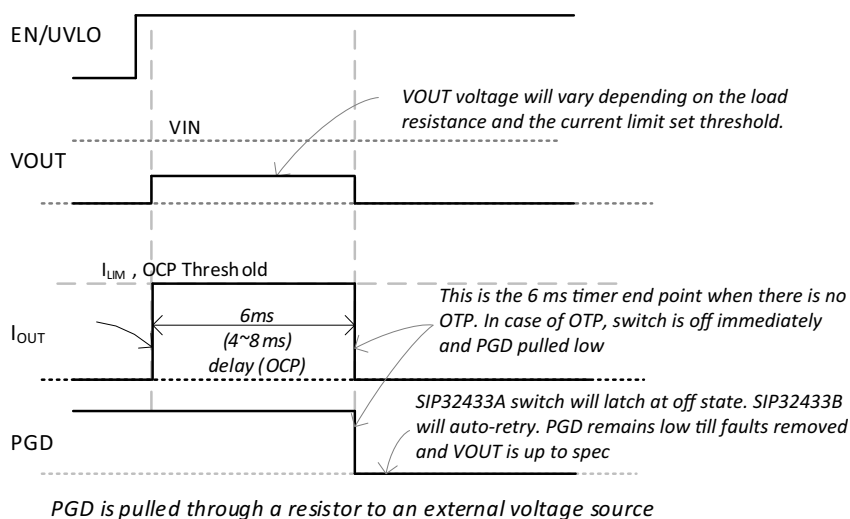 EN/UVLO
VOUT voltage will vary depending on the load
resistance and the current limit set threshold.
VIN
VOUT
ILIM , OCP Threshold
This is the 6 ms timer end point when there is no
OTP. In case of OTP, switch is off immediately
and PGD pulled low
6ms
(4~8 ms)
delay (OCP)
IOUT
SIP32433A switch will latch at off state. SIP32433B
will auto-retry. PGD remains low till faults removed
and VOUT is up to spec
PGD
PGD is pulled through a resistor to an external voltage source